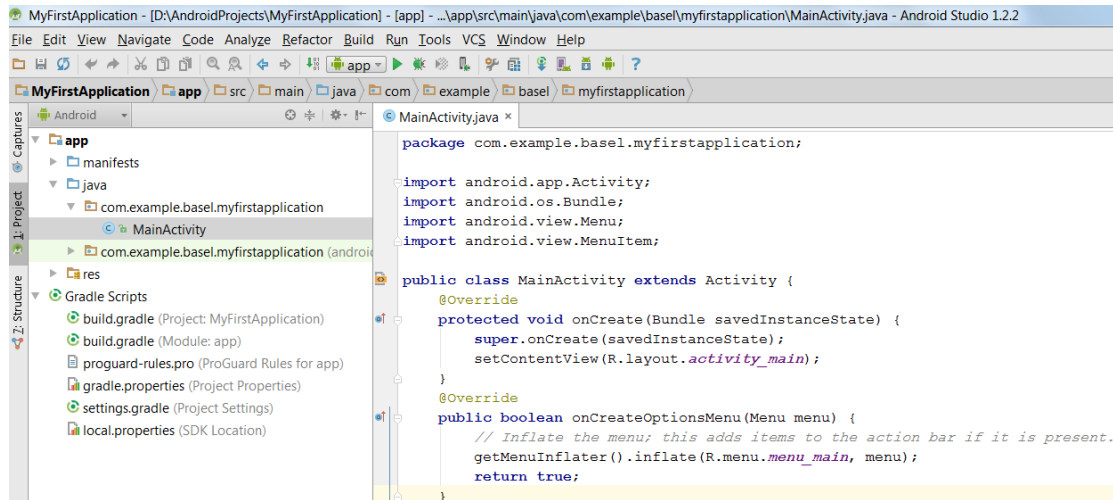 MyFirstApplication - [D:\AndroidProjects\MyFirstApplication] - [app] - ...\app\src\main\java\com\example\basel\myfirstapplication\MainActivity.java - Android Studio 1.2.2
File Edit View Navigate Code Analyze Refactor Build Run Tools VCS Window Help
app
MyFirstApplication app src main java com example basel myfirstapplication
Captures
1: Project
7: Structure
Android
app
manifests
java
com.example.basel.myfirstapplication
MainActivity
com.example.basel.myfirstapplication (androi
res
Gradle Scripts
build.gradle (Project: MyFirstApplication)
build.gradle (Module: app)
proguard-rules.pro (ProGuard Rules for app)
gradle.properties (Project Properties)
settings.gradle (Project Settings)
local.properties (SDK Location)
MainActivity.java ×
package com.example.basel.myfirstapplication;
import android.app.Activity;
import android.os.Bundle;
import android.view.Menu;
import android.view.MenuItem;
public class MainActivity extends Activity {
@Override
protected void onCreate(Bundle savedInstanceState) {
super.onCreate(savedInstanceState);
setContentView(R.layout.activity_main);
}
@Override
public boolean onCreateOptionsMenu(Menu menu) {
// Inflate the menu; this adds items to the action bar if it is present.
getMenuInflater().inflate(R.menu.menu_main, menu);
return true;
}